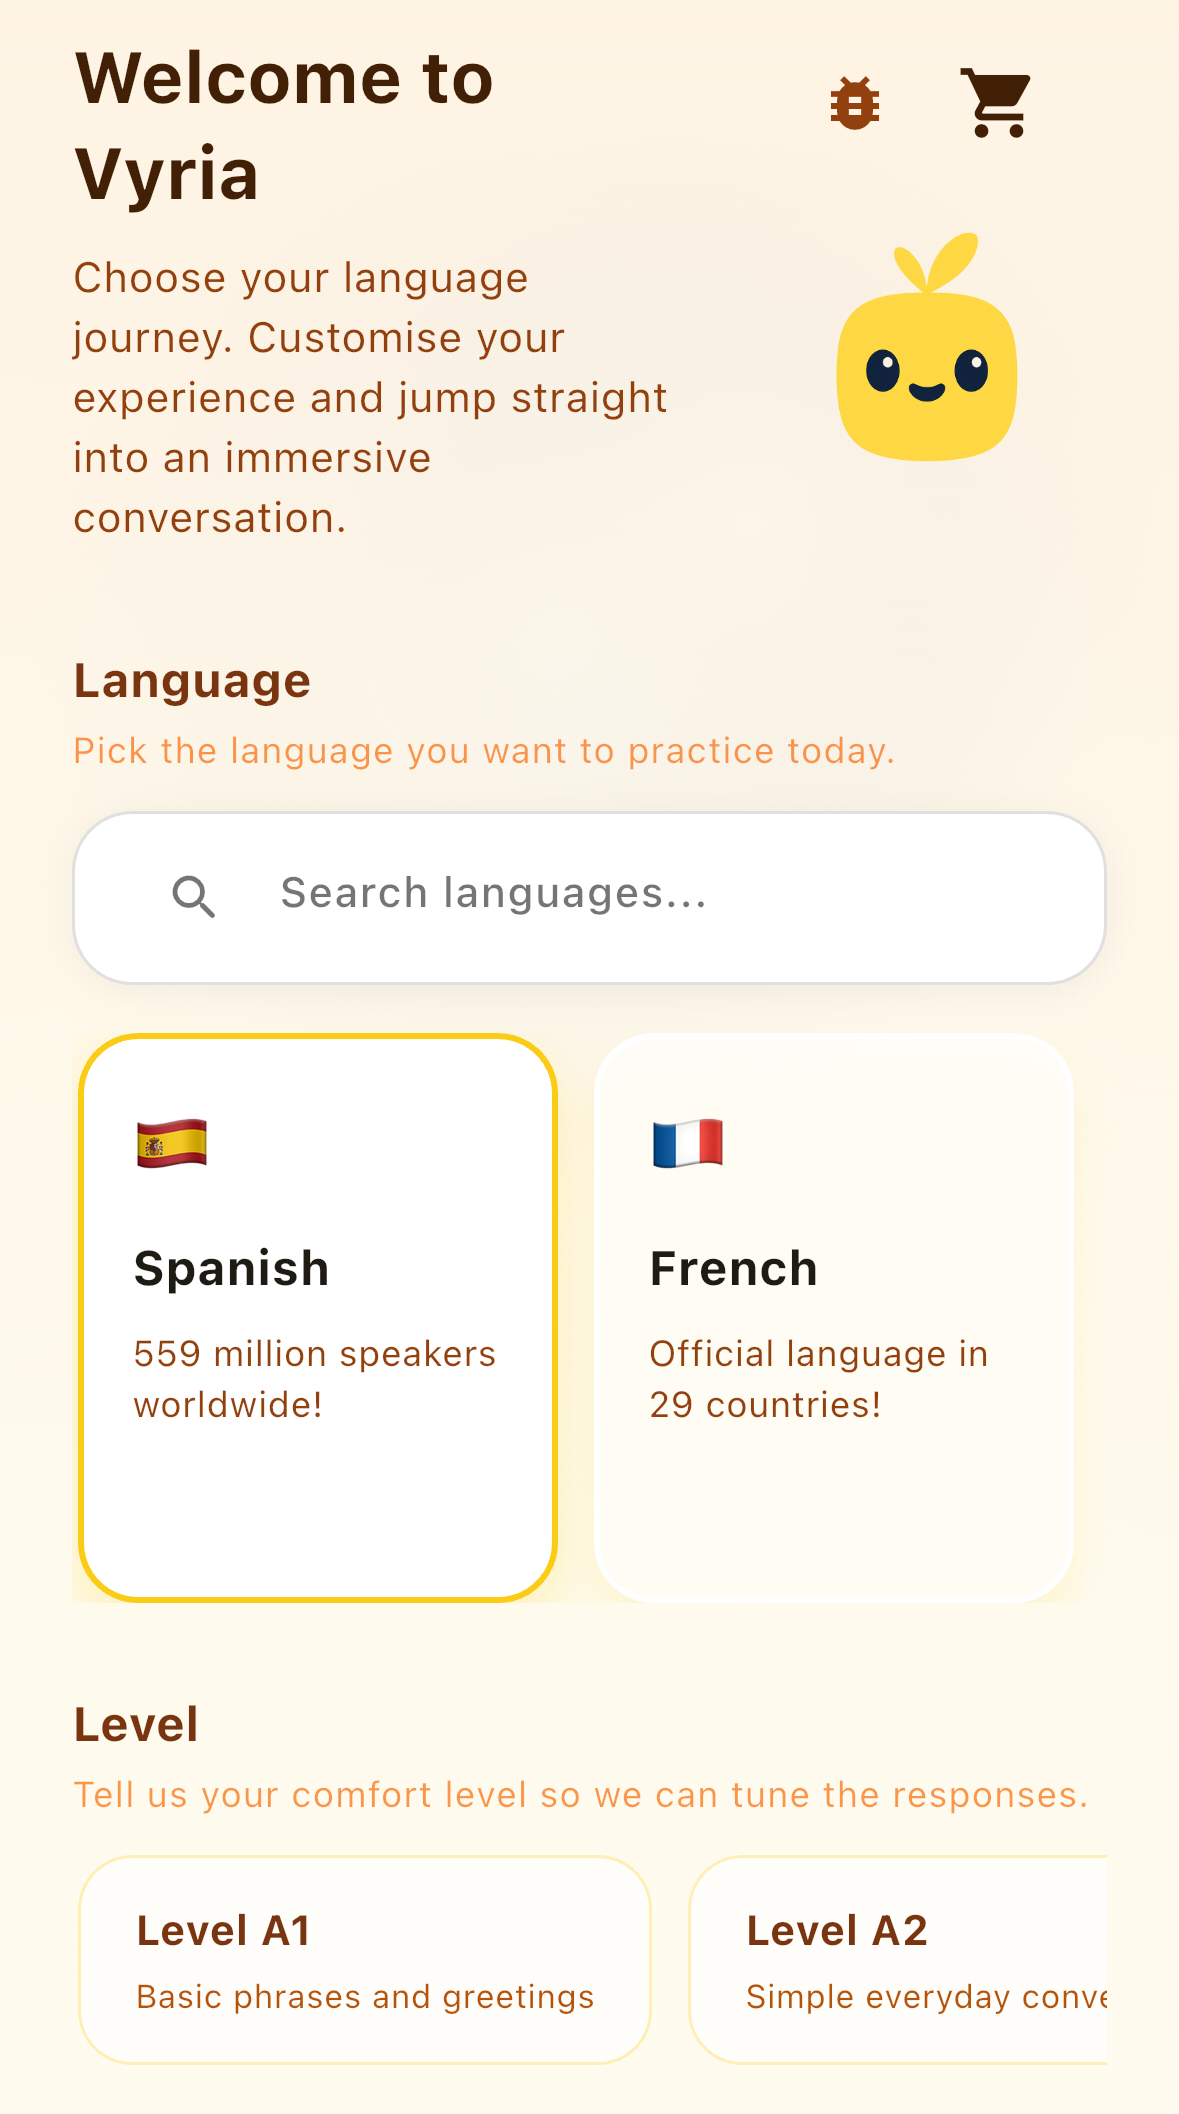 Welcome to
Vyria
Choose your language
journey. Customise your
experience and jump straight
into an immersive
conversation.
Language
Pick the language you want to practice today.
Search languages...
Spanish
559 million speakers
worldwide!
French
Official language in
29 countries!
Level
Tell us your comfort level so we can tune the responses.
Level A1
Basic phrases and greetings
Level A2
Simple everyday